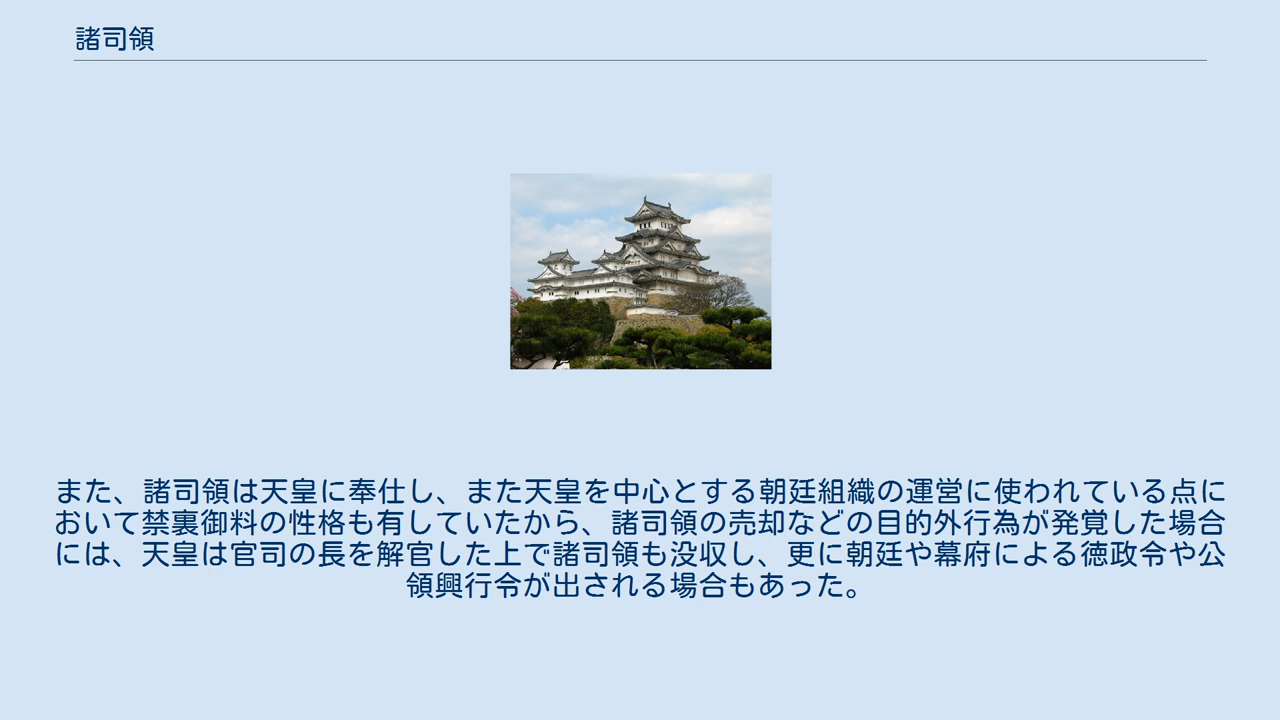 諸司領
また、諸司領は天皇に奉仕し、また天皇を中心とする朝廷組織の運営に使われている点に
おいて禁裏御料の性格も有していたから、諸司領の売却などの目的外行為が発覚した場合
には、天皇は官司の長を解官した上で諸司領も没収し、更に朝廷や幕府による徳政令や公
領興行令が出される場合もあった。